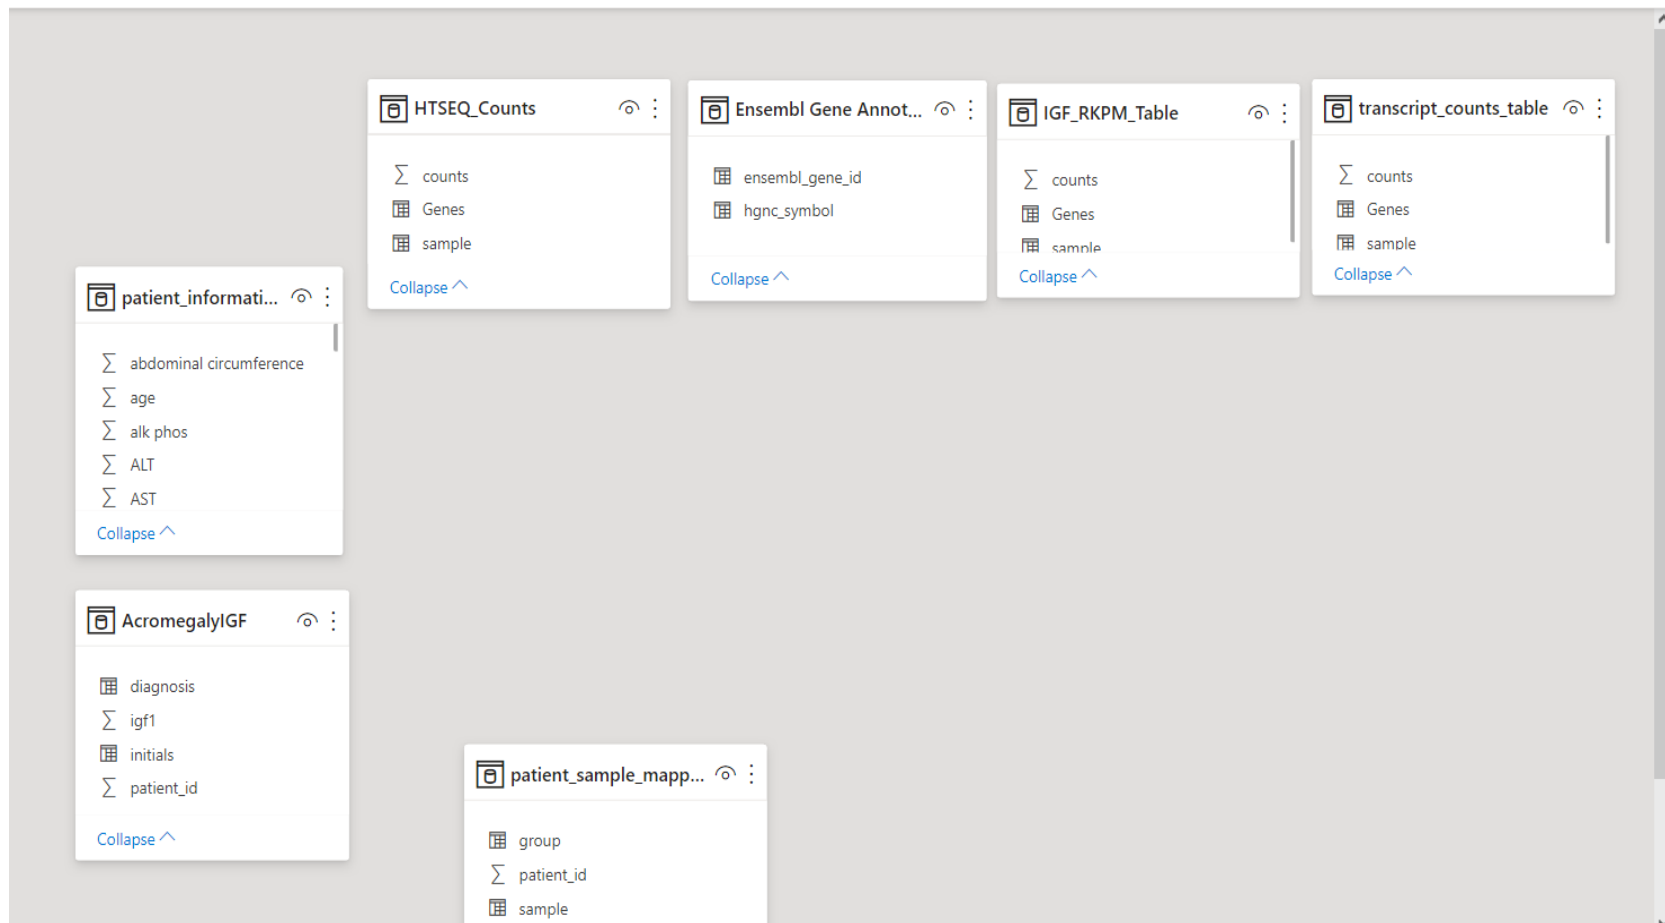 HTSEQ_Counts
counts
Genes
sample
Collapse
Ensembl Gene Annot...
ensembl_gene_id
hgnc_symbol
Collapse
IGF_RKPM_Table
counts
Genes
sample
Collapse
transcript_counts_table
counts
Genes
sample
Collapse
patient_informati...
abdominal circumference
age
alk phos
ALT
AST
Collapse
AcromegalyIGF
diagnosis
igf1
initials
patient_id
Collapse
patient_sample_mapp...
group
patient_id
sample